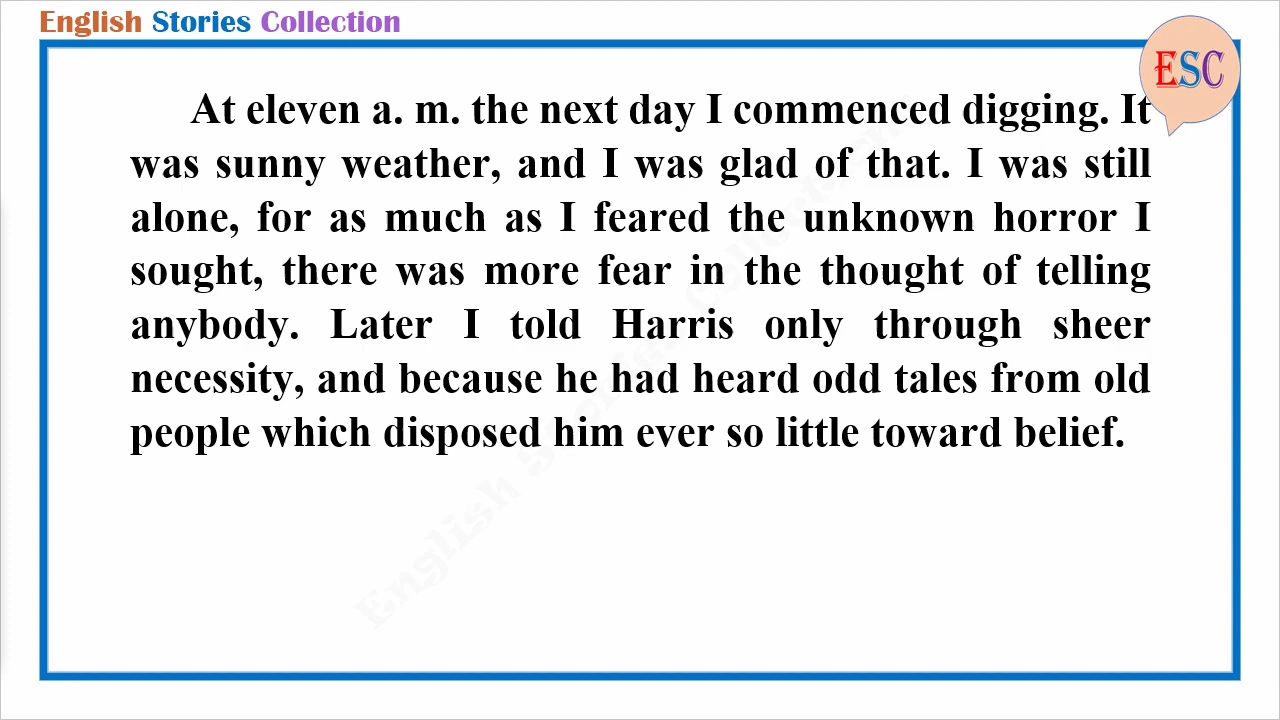 English Stories Collection
ESC
At eleven a. m. the next day I commenced digging. It
was sunny weather, and I was glad of that. I was still
alone, for as much as I feared the unknown horror I
sought, there was more fear in the thought of telling
anybody. Later I told Harris only through sheer
necessity, and because he had heard odd tales from old
people which disposed him ever so little toward belief.
English Stories Collection